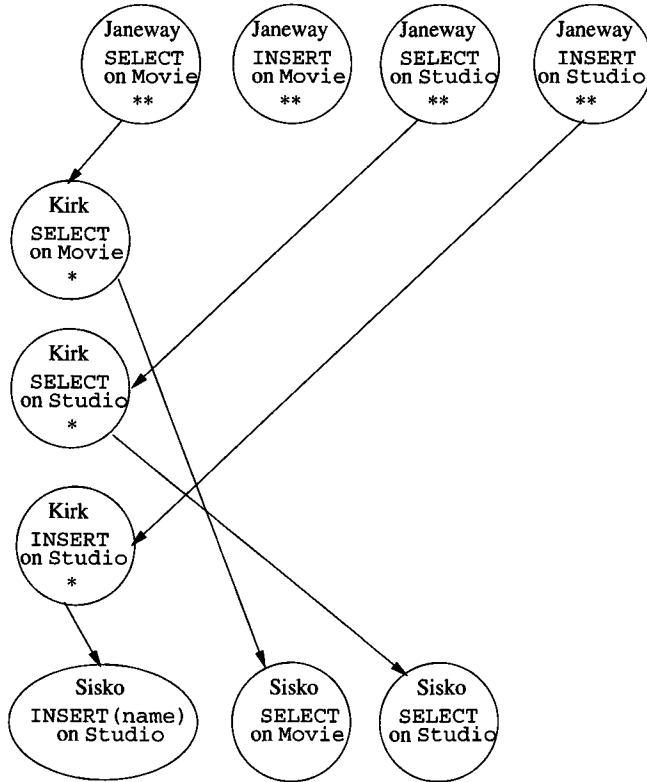 Janeway
SELECT
on Movie
**
Janeway
INSERT
on Movie
**
Janeway
SELECT
on Studio
**
Janeway
INSERT
on Studio
**
Kirk
SELECT
on Movie
*
Kirk
SELECT
on Studio
*
Kirk
INSERT
on Studio
*
Sisko
INSERT(name)
on Studio
Sisko
SELECT
on Movie
Sisko
SELECT
on Studio